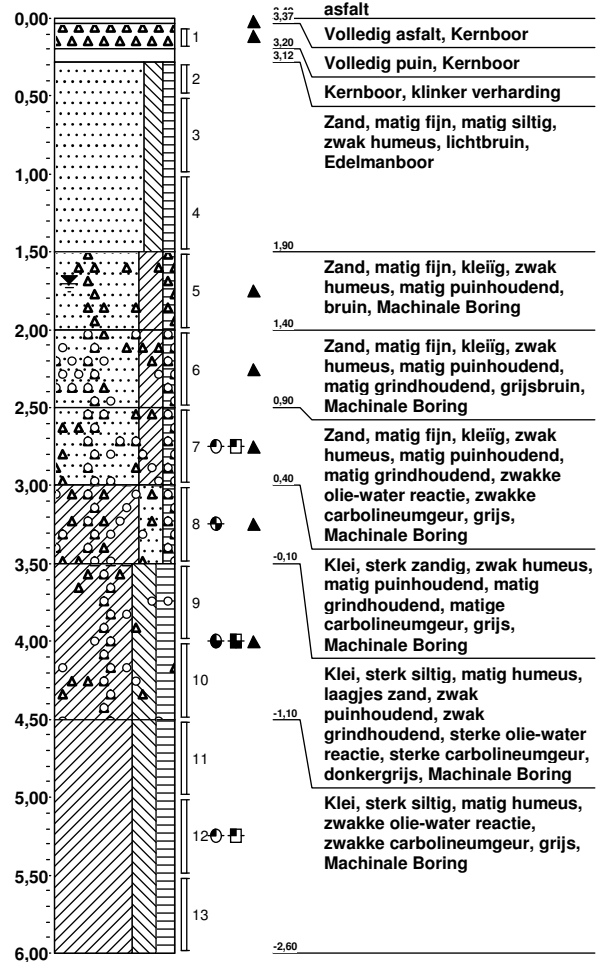 0,00
0,50
1,00
1,50
2,00
2,50
3,00
3,50
4,00
4,50
5,00
5,50
6,00
1
2
3
4
5
6
7
8
9
10
11
12
13
asfalt
3,37
Volledig asfalt, Kernboor
3,20
Volledig puin, Kernboor
3,12
Kernboor, klinker verharding
Zand, matig fijn, matig siltig,
zwak humeus, lichtbruin,
Edelmanboor
1,90
Zand, matig fijn, kleiïg, zwak
humeus, matig puinhoudend,
bruin, Machinale Boring
1,40
Zand, matig fijn, kleiïg, zwak
humeus, matig puinhoudend,
matig grindhoudend, grijsbruin,
Machinale Boring
0,90
Zand, matig fijn, kleiïg, zwak
humeus, matig puinhoudend,
matig grindhoudend, zwakke
olie-water reactie, zwakke
carbolineumgeur, grijs,
Machinale Boring
0,40
Klei, sterk zandig, zwak humeus,
matig puinhoudend, matig
grindhoudend, matige
carbolineumgeur, grijs,
Machinale Boring
-0,10
Klei, sterk siltig, matig humeus,
laagjes zand, zwak
puinhoudend, zwak
grindhoudend, sterke olie-water
reactie, sterke carbolineumgeur,
donkergrijs, Machinale Boring
-1,10
Klei, sterk siltig, matig humeus,
zwakke olie-water reactie,
zwakke carbolineumgeur, grijs,
Machinale Boring
-2,60